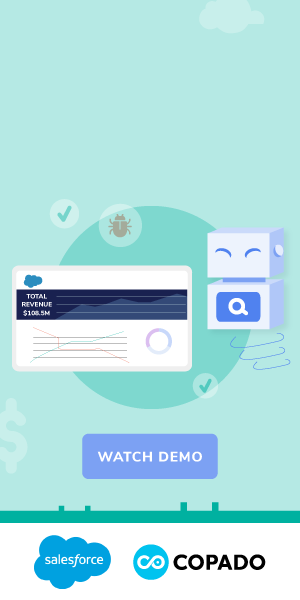 TOTAL
REVENUE
$108.5M
WATCH DEMO
salesforce
COPADO